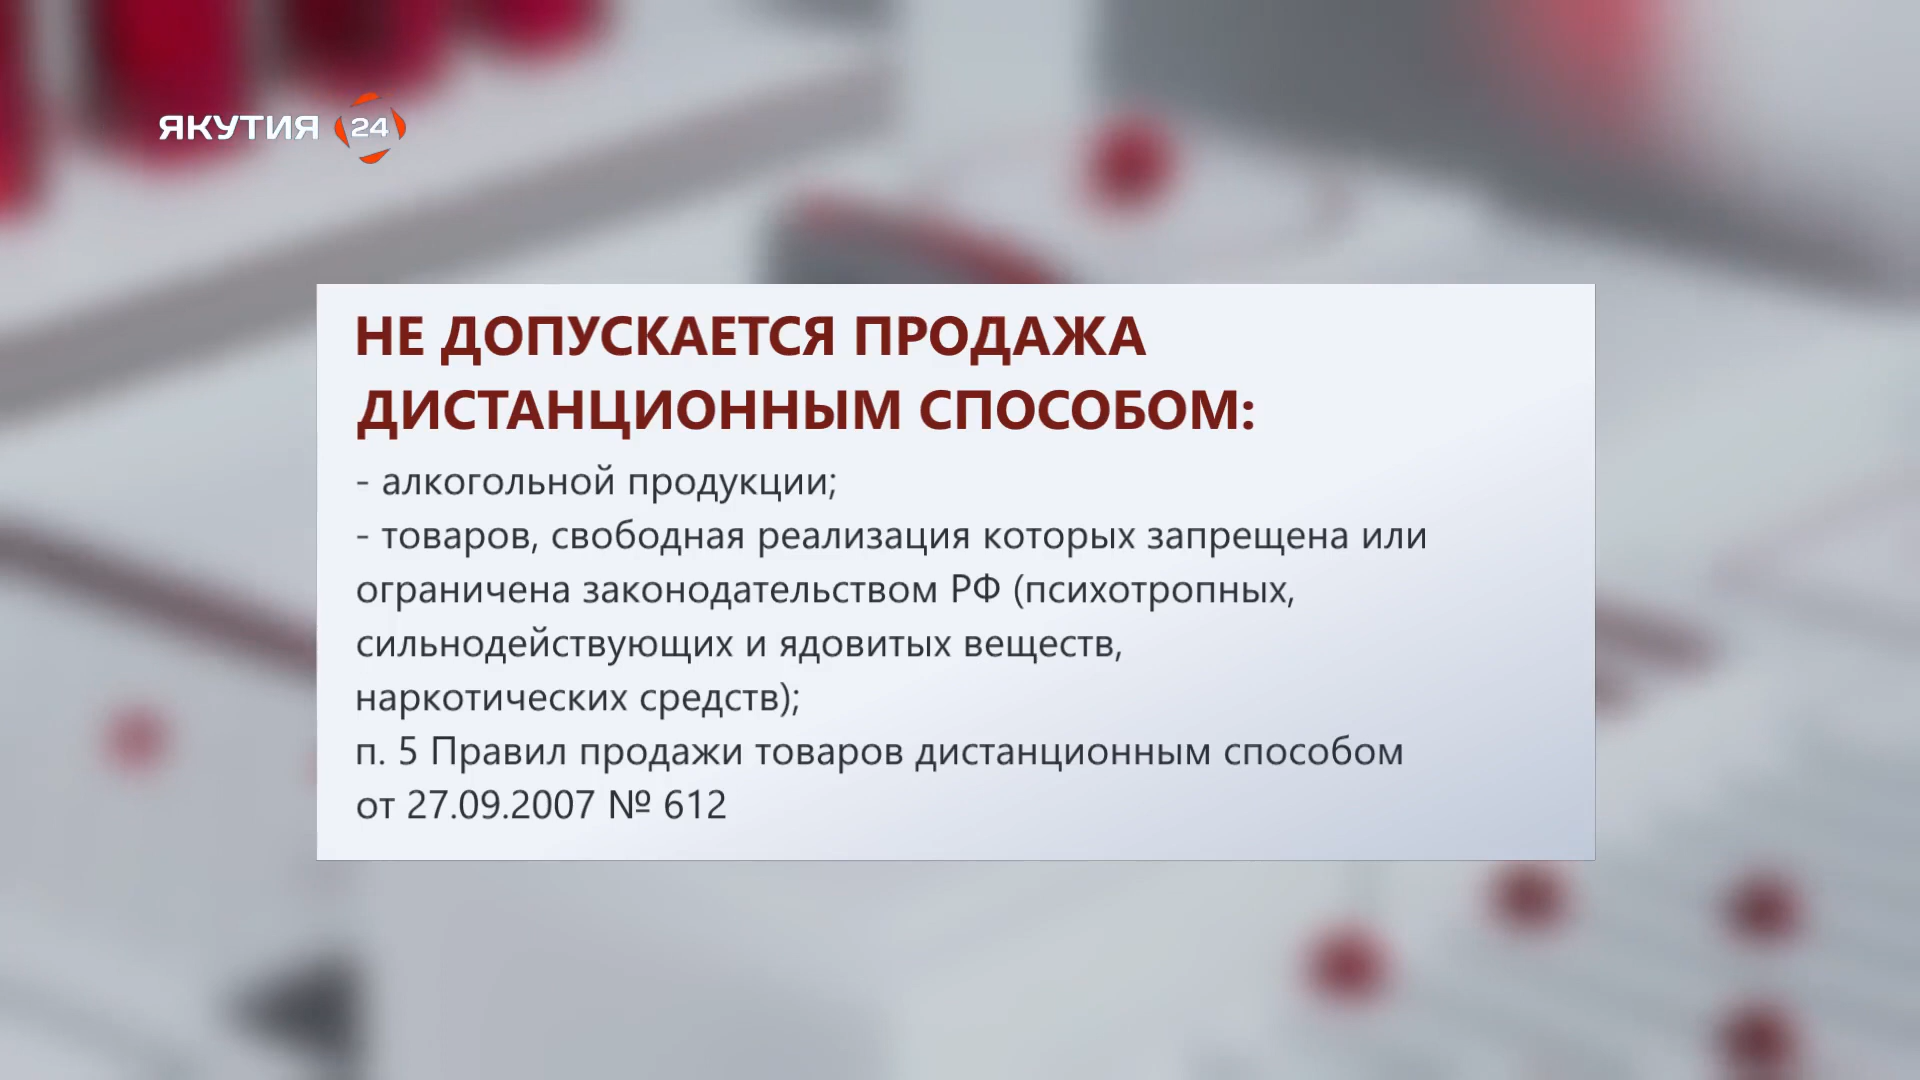 ЯКУТИЯ 24
НЕ ДОПУСКАЕТСЯ ПРОДАЖА
ДИСТАНЦИОННЫМ СПОСОБОМ:
- алкогольной продукции;
- товаров, свободная реализация которых запрещена или
ограничена законодательством РФ (психотропных,
сильнодействующих и ядовитых веществ,
наркотических средств);
п. 5 Правил продажи товаров дистанционным способом
от 27.09.2007 № 612